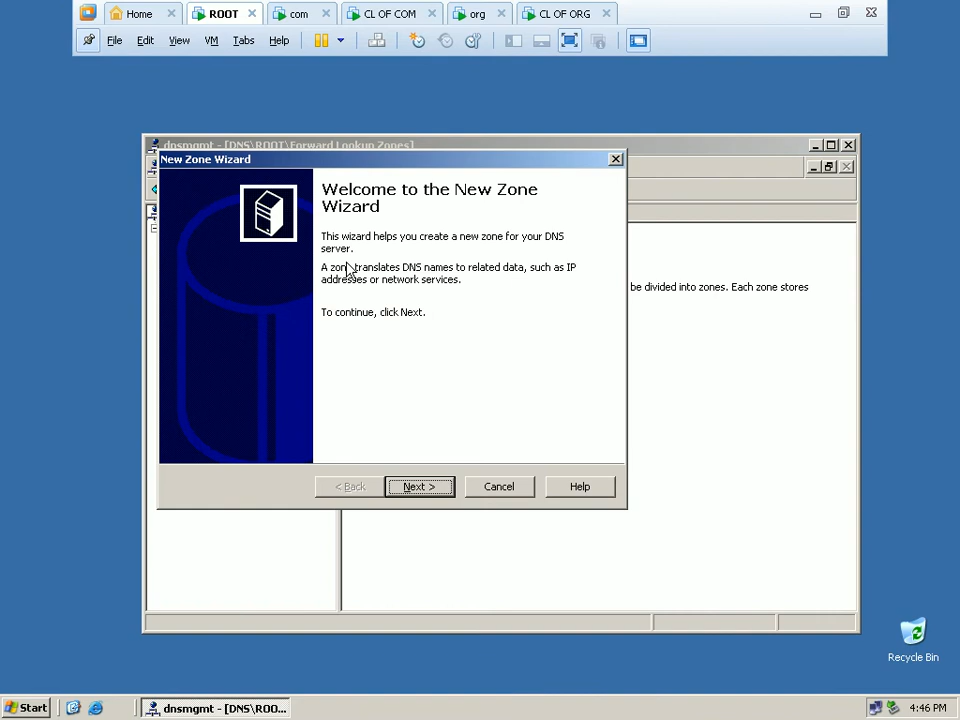 Home ROOT com CL OF COM org CL OF ORG
File Edit View VM Tabs Help
dnsmgmt - [DNS\ROOT\Forward Lookup Zones]
New Zone Wizard
Welcome to the New Zone
Wizard
This wizard helps you create a new zone for your DNS
server.
A zone translates DNS names to related data, such as IP
addresses or network services.
be divided into zones. Each zone stores
To continue, click Next.
< Back Next > Cancel Help
Recycle Bin
Start dnsmgmt - [DNS\ROO... 4:46 PM